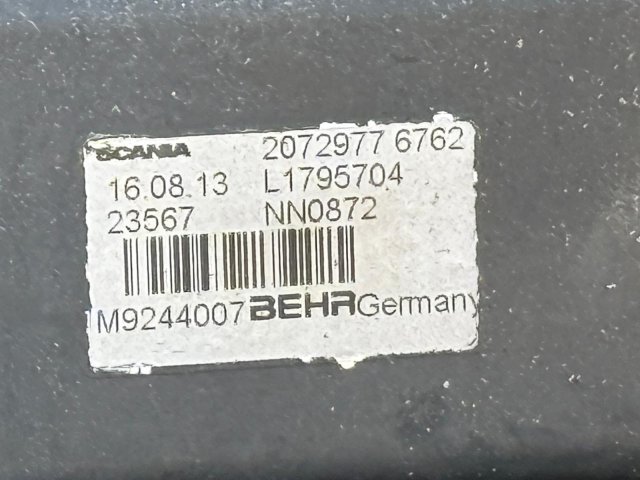 SCANIA 2072977 6762
16.08.13 L1795704
23567 NN0872
M9244007 BEHR Germany